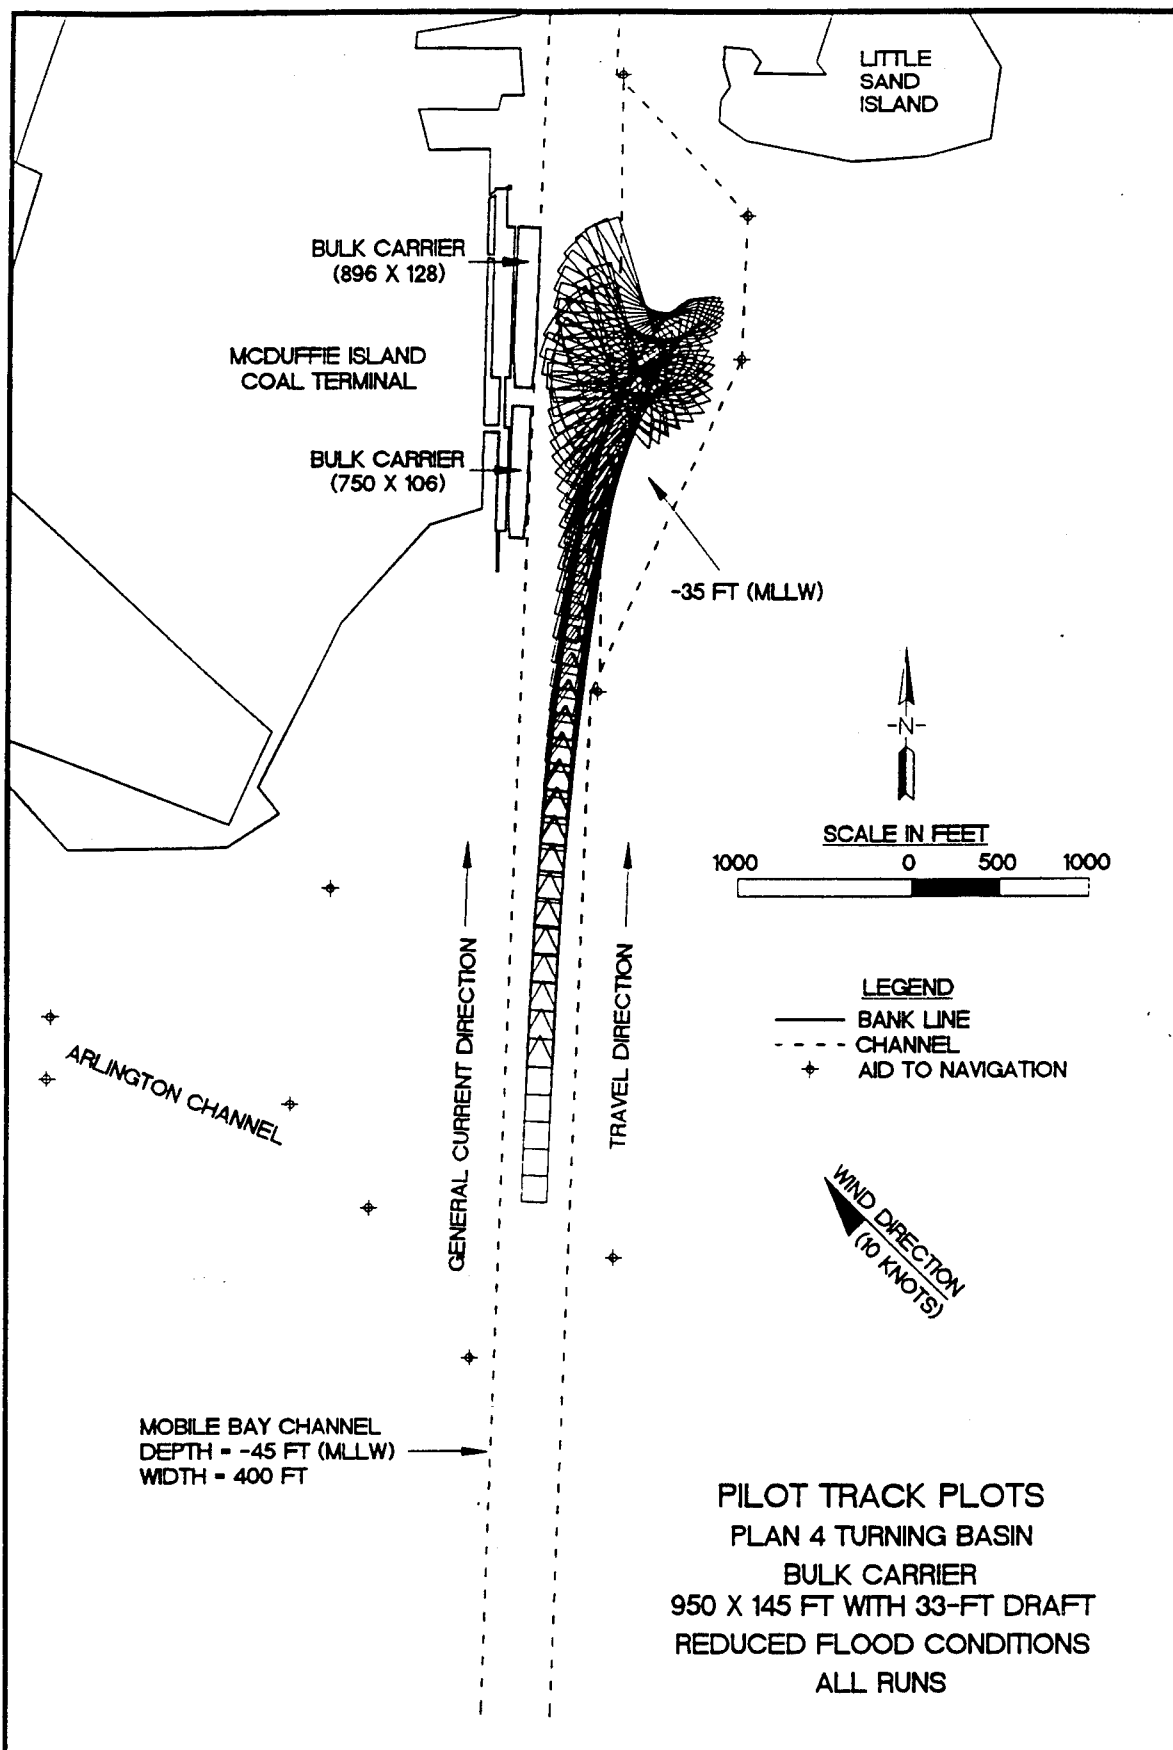 LITTLE
SAND
ISLAND
BULK CARRIER
(896 X 128)
MCDUFFIE ISLAND
COAL TERMINAL
BULK CARRIER
(750 X 106)
-35 FT (MLLW)
-N-
SCALE IN FEET
1000 0 500 1000
GENERAL CURRENT DIRECTION
TRAVEL DIRECTION
LEGEND
BANK LINE
CHANNEL
AID TO NAVIGATION
ARLINGTON CHANNEL
WIND DIRECTION
(10 KNOTS)
MOBILE BAY CHANNEL
DEPTH = -45 FT (MLLW)
WIDTH = 400 FT
PILOT TRACK PLOTS
PLAN 4 TURNING BASIN
BULK CARRIER
950 X 145 FT WITH 33-FT DRAFT
REDUCED FLOOD CONDITIONS
ALL RUNS